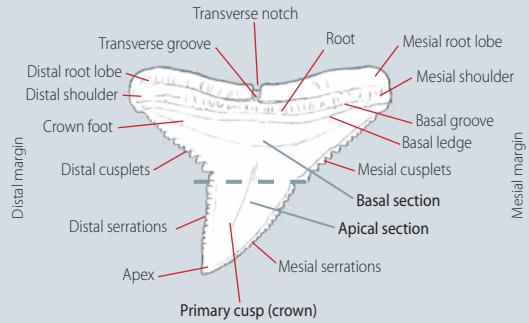 Transverse notch
Transverse groove
Root
Mesial root lobe
Distal root lobe
Mesial shoulder
Distal shoulder
Basal groove
Crown foot
Basal ledge
Distal cusplets
Mesial cusplets
Distal margin
Mesial margin
Basal section
Distal serrations
Apical section
Mesial serrations
Apex
Primary cusp (crown)